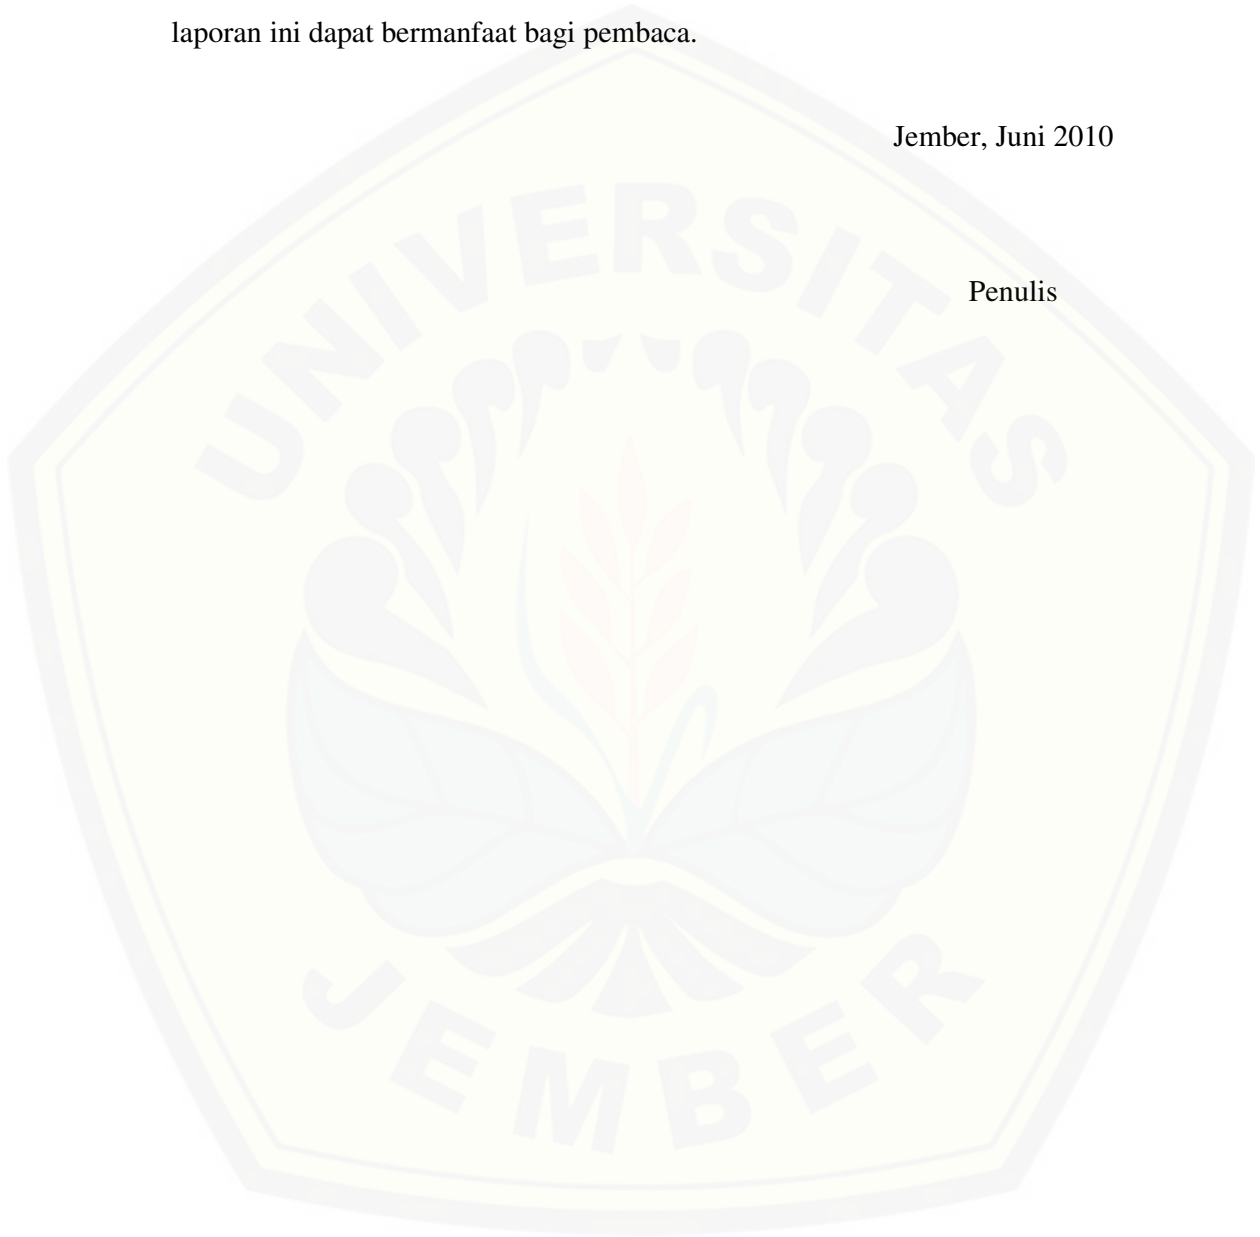 laporan ini dapat bermanfaat bagi pembaca.
Jember, Juni 2010
Penulis
UNIVERSITAS
JEMBER